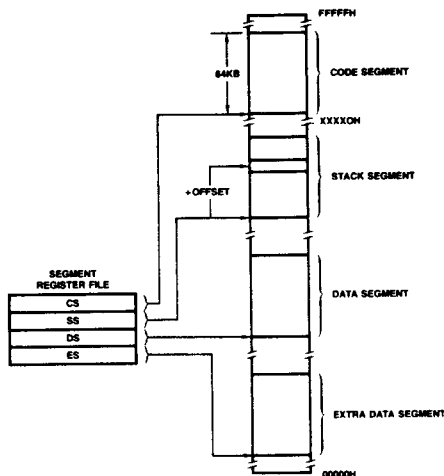 FFFFFH
64KB
CODE SEGMENT
XXXXOH
STACK SEGMENT
+OFFSET
SEGMENT
REGISTER FILE
CS
SS
DS
ES
DATA SEGMENT
EXTRA DATA SEGMENT
00000H